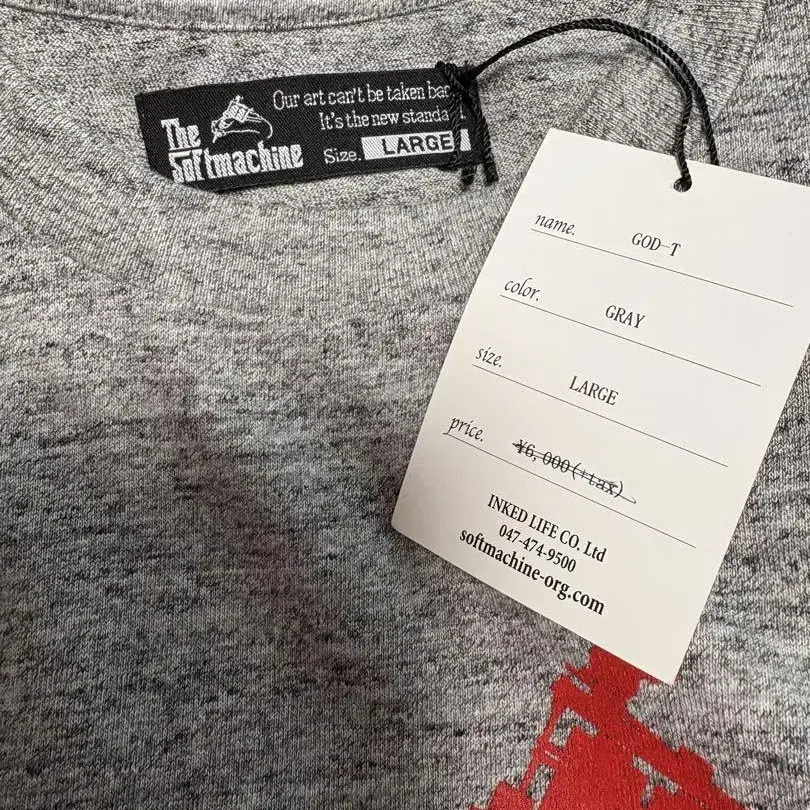 The
Softmachine
Our art can't be taken bac
It's the new standa
Size. LARGE
name. GOD-T
color. GRAY
size. LARGE
price. ¥6,000(+tax)
INKED LIFE CO. Ltd
047-474-9500
softmachine-org.com